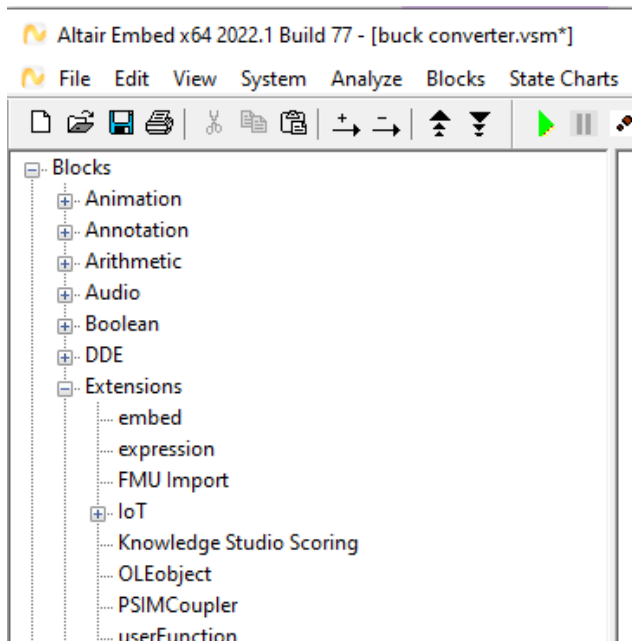 Altair Embed x64 2022.1 Build 77 - [buck converter.vsm*]
File Edit View System Analyze Blocks State Charts
Blocks
Animation
Annotation
Arithmetic
Audio
Boolean
DDE
Extensions
embed
expression
FMU Import
IoT
Knowledge Studio Scoring
OLEobject
PSIMCoupler
userFunction